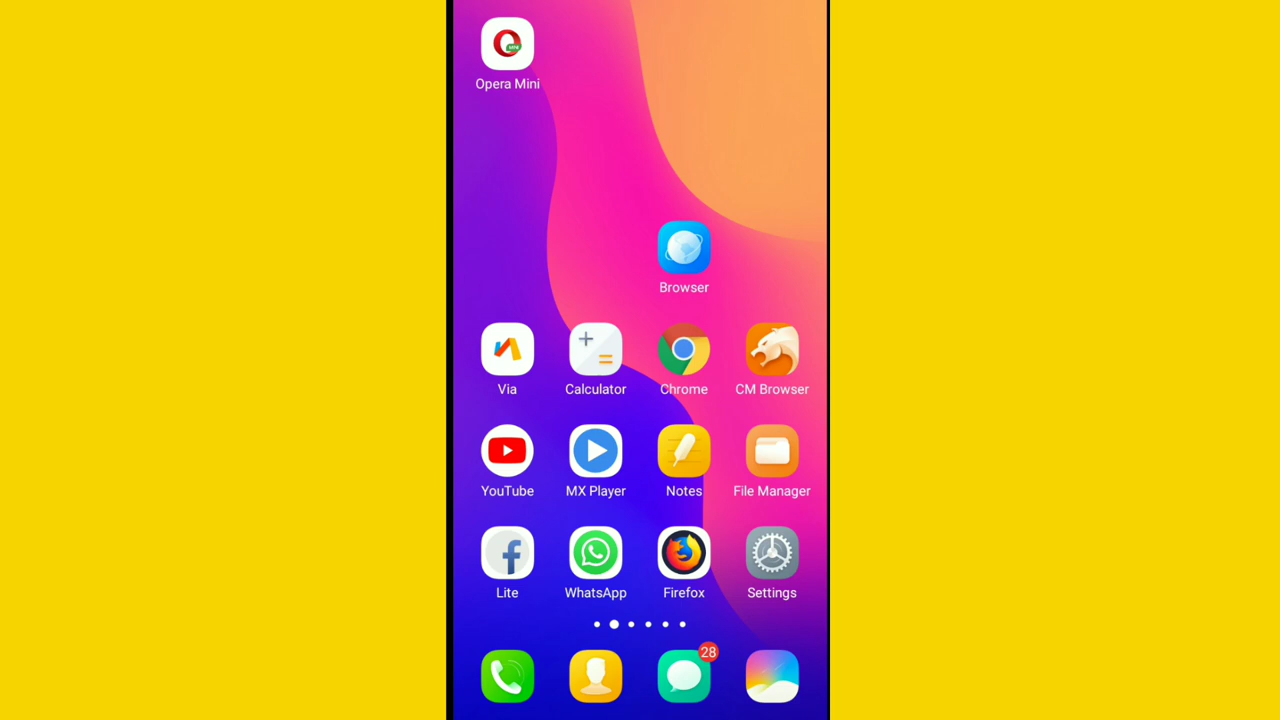 Opera Mini
Browser
Via
Calculator
Chrome
CM Browser
YouTube
MX Player
Notes
File Manager
Lite
WhatsApp
Firefox
Settings
28